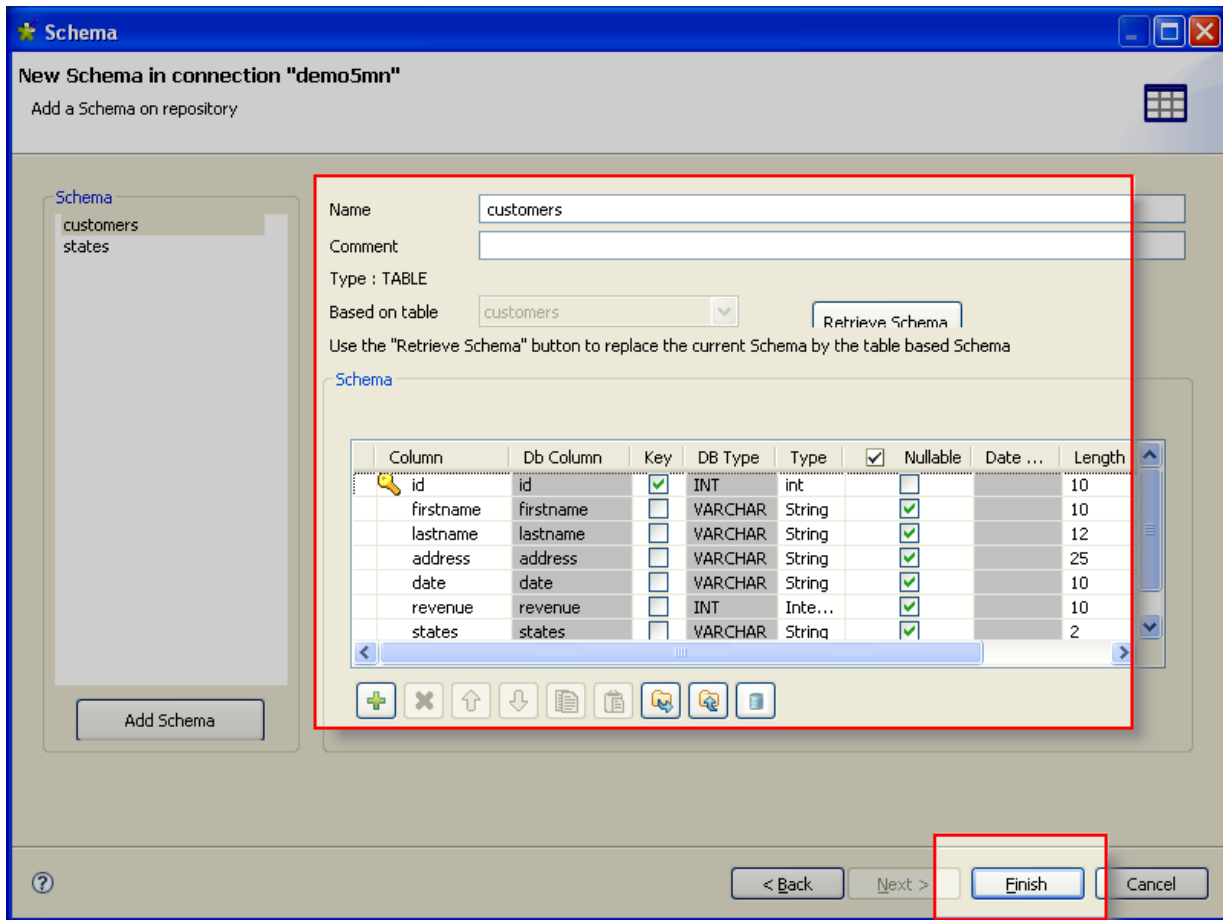 Schema
New Schema in connection "demo5mn"
Add a Schema on repository
Schema
customers
states
Add Schema
Name customers
Comment
Type : TABLE
Based on table customers Retrieve Schema
Use the "Retrieve Schema" button to replace the current Schema by the table based Schema
Schema
Column Db Column Key DB Type Type Nullable Date ... Length
id id INT int 10
firstname firstname VARCHAR String 10
lastname lastname VARCHAR String 12
address address VARCHAR String 25
date date VARCHAR String 10
revenue revenue INT Inte... 10
states states VARCHAR String 2
< Back Next > Finish Cancel